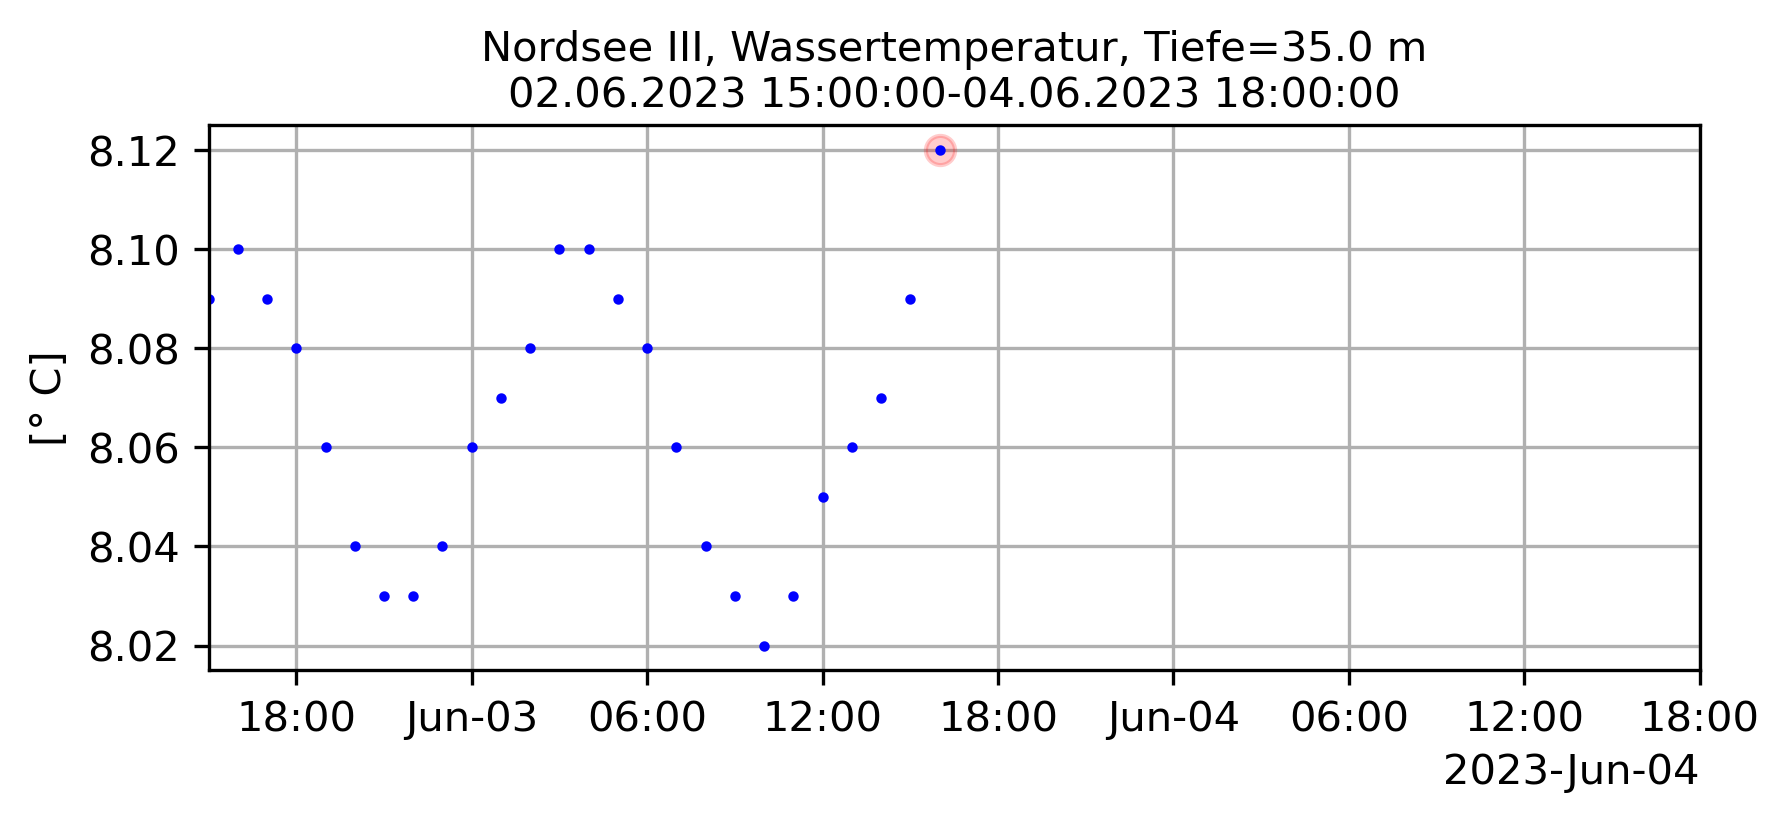 Nordsee III, Wassertemperatur, Tiefe=35.0 m
02.06.2023 15:00:00-04.06.2023 18:00:00
[° C]
8.12
8.10
8.08
8.06
8.04
8.02
18:00 Jun-03 06:00 12:00 18:00 Jun-04 06:00 12:00 18:00
2023-Jun-04